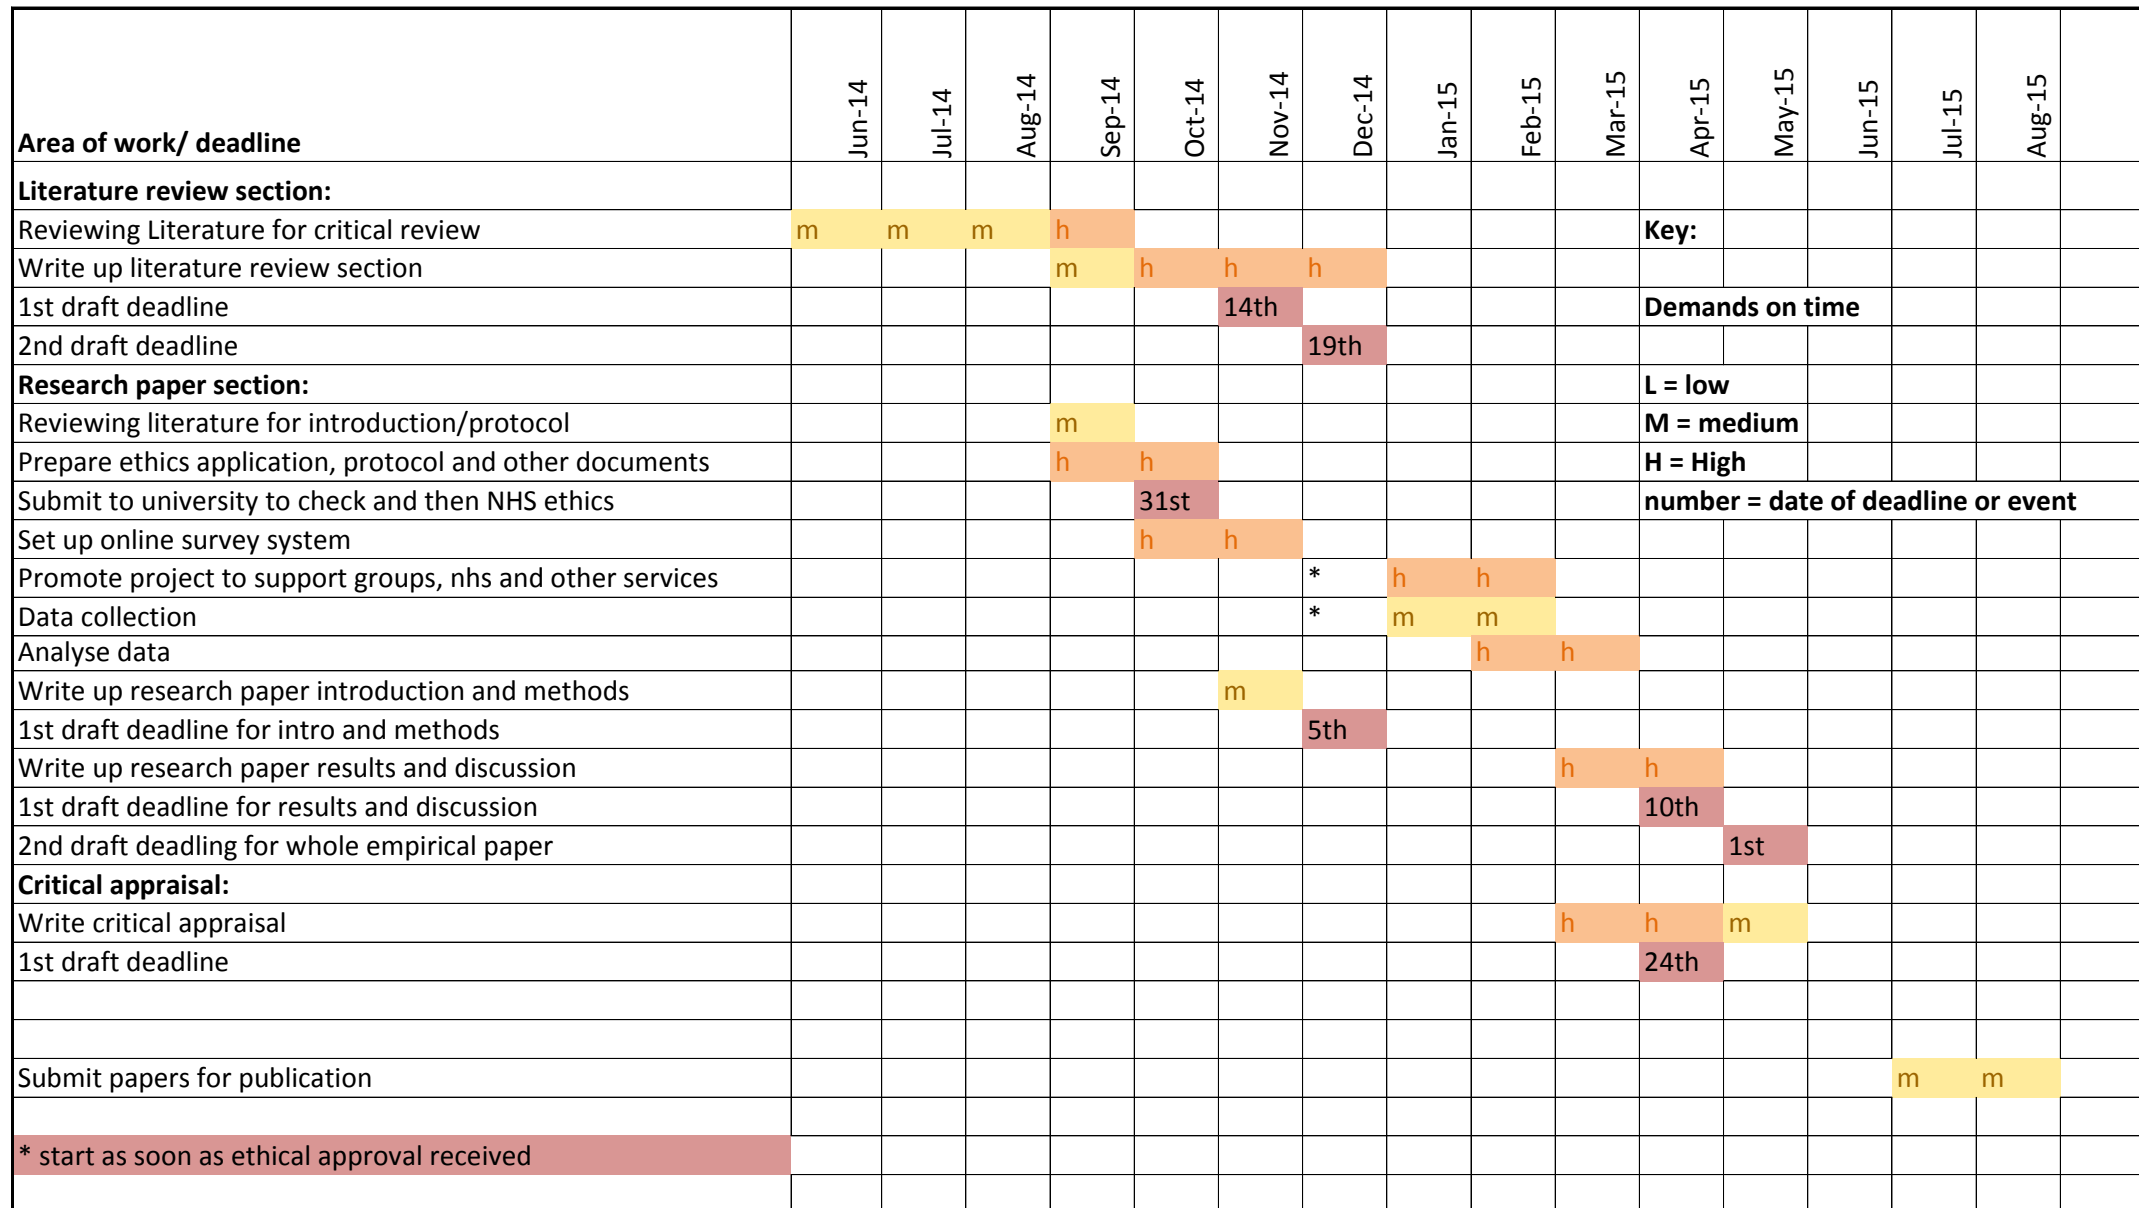 Area of work/ deadline Jun-14 Jul-14 Aug-14 Sep-14 Oct-14 Nov-14 Dec-14 Jan-15 Feb-15 Mar-15 Apr-15 May-15 Jun-15 Jul-15 Aug-15
Literature review section:
Reviewing Literature for critical review m m m h Key:
Write up literature review section m h h h
1st draft deadline 14th Demands on time
2nd draft deadline 19th
Research paper section: L = low
Reviewing literature for introduction/protocol m M = medium
Prepare ethics application, protocol and other documents h h H = High
Submit to university to check and then NHS ethics 31st number = date of deadline or event
Set up online survey system h h
Promote project to support groups, nhs and other services * h h
Data collection * m m
Analyse data h h
Write up research paper introduction and methods m
1st draft deadline for intro and methods 5th
Write up research paper results and discussion h h
1st draft deadline for results and discussion 10th
2nd draft deadling for whole empirical paper 1st
Critical appraisal:
Write critical appraisal h h m
1st draft deadline 24th
Submit papers for publication m m
* start as soon as ethical approval received